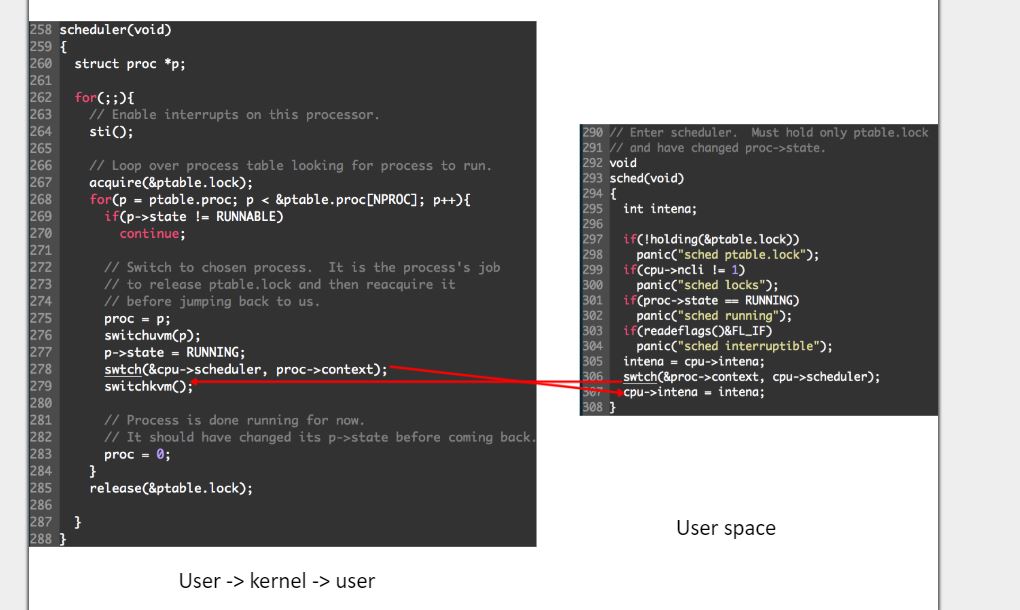 258 scheduler(void)
259 {
260   struct proc *p;
261
262   for(;;){
263     // Enable interrupts on this processor.
264     sti();
265
266     // Loop over process table looking for process to run.
267     acquire(&ptable.lock);
268     for(p = ptable.proc; p < &ptable.proc[NPROC]; p++){
269       if(p->state != RUNNABLE)
270         continue;
271
272       // Switch to chosen process.  It is the process's job
273       // to release ptable.lock and then reacquire it
274       // before jumping back to us.
275       proc = p;
276       switchuvm(p);
277       p->state = RUNNING;
278       swtch(&cpu->scheduler, proc->context);
279       switchkvm();
280
281       // Process is done running for now.
282       // It should have changed its p->state before coming back.
283       proc = 0;
284     }
285     release(&ptable.lock);
286
287   }
288 }
User -> kernel -> user
290 // Enter scheduler.  Must hold only ptable.lock
291 // and have changed proc->state.
292 void
293 sched(void)
294 {
295   int intena;
296
297   if(!holding(&ptable.lock))
298     panic("sched ptable.lock");
299   if(cpu->ncli != 1)
300     panic("sched locks");
301   if(proc->state == RUNNING)
302     panic("sched running");
303   if(readeflags()&FL_IF)
304     panic("sched interruptible");
305   intena = cpu->intena;
306   swtch(&proc->context, cpu->scheduler);
307   cpu->intena = intena;
308 }
User space